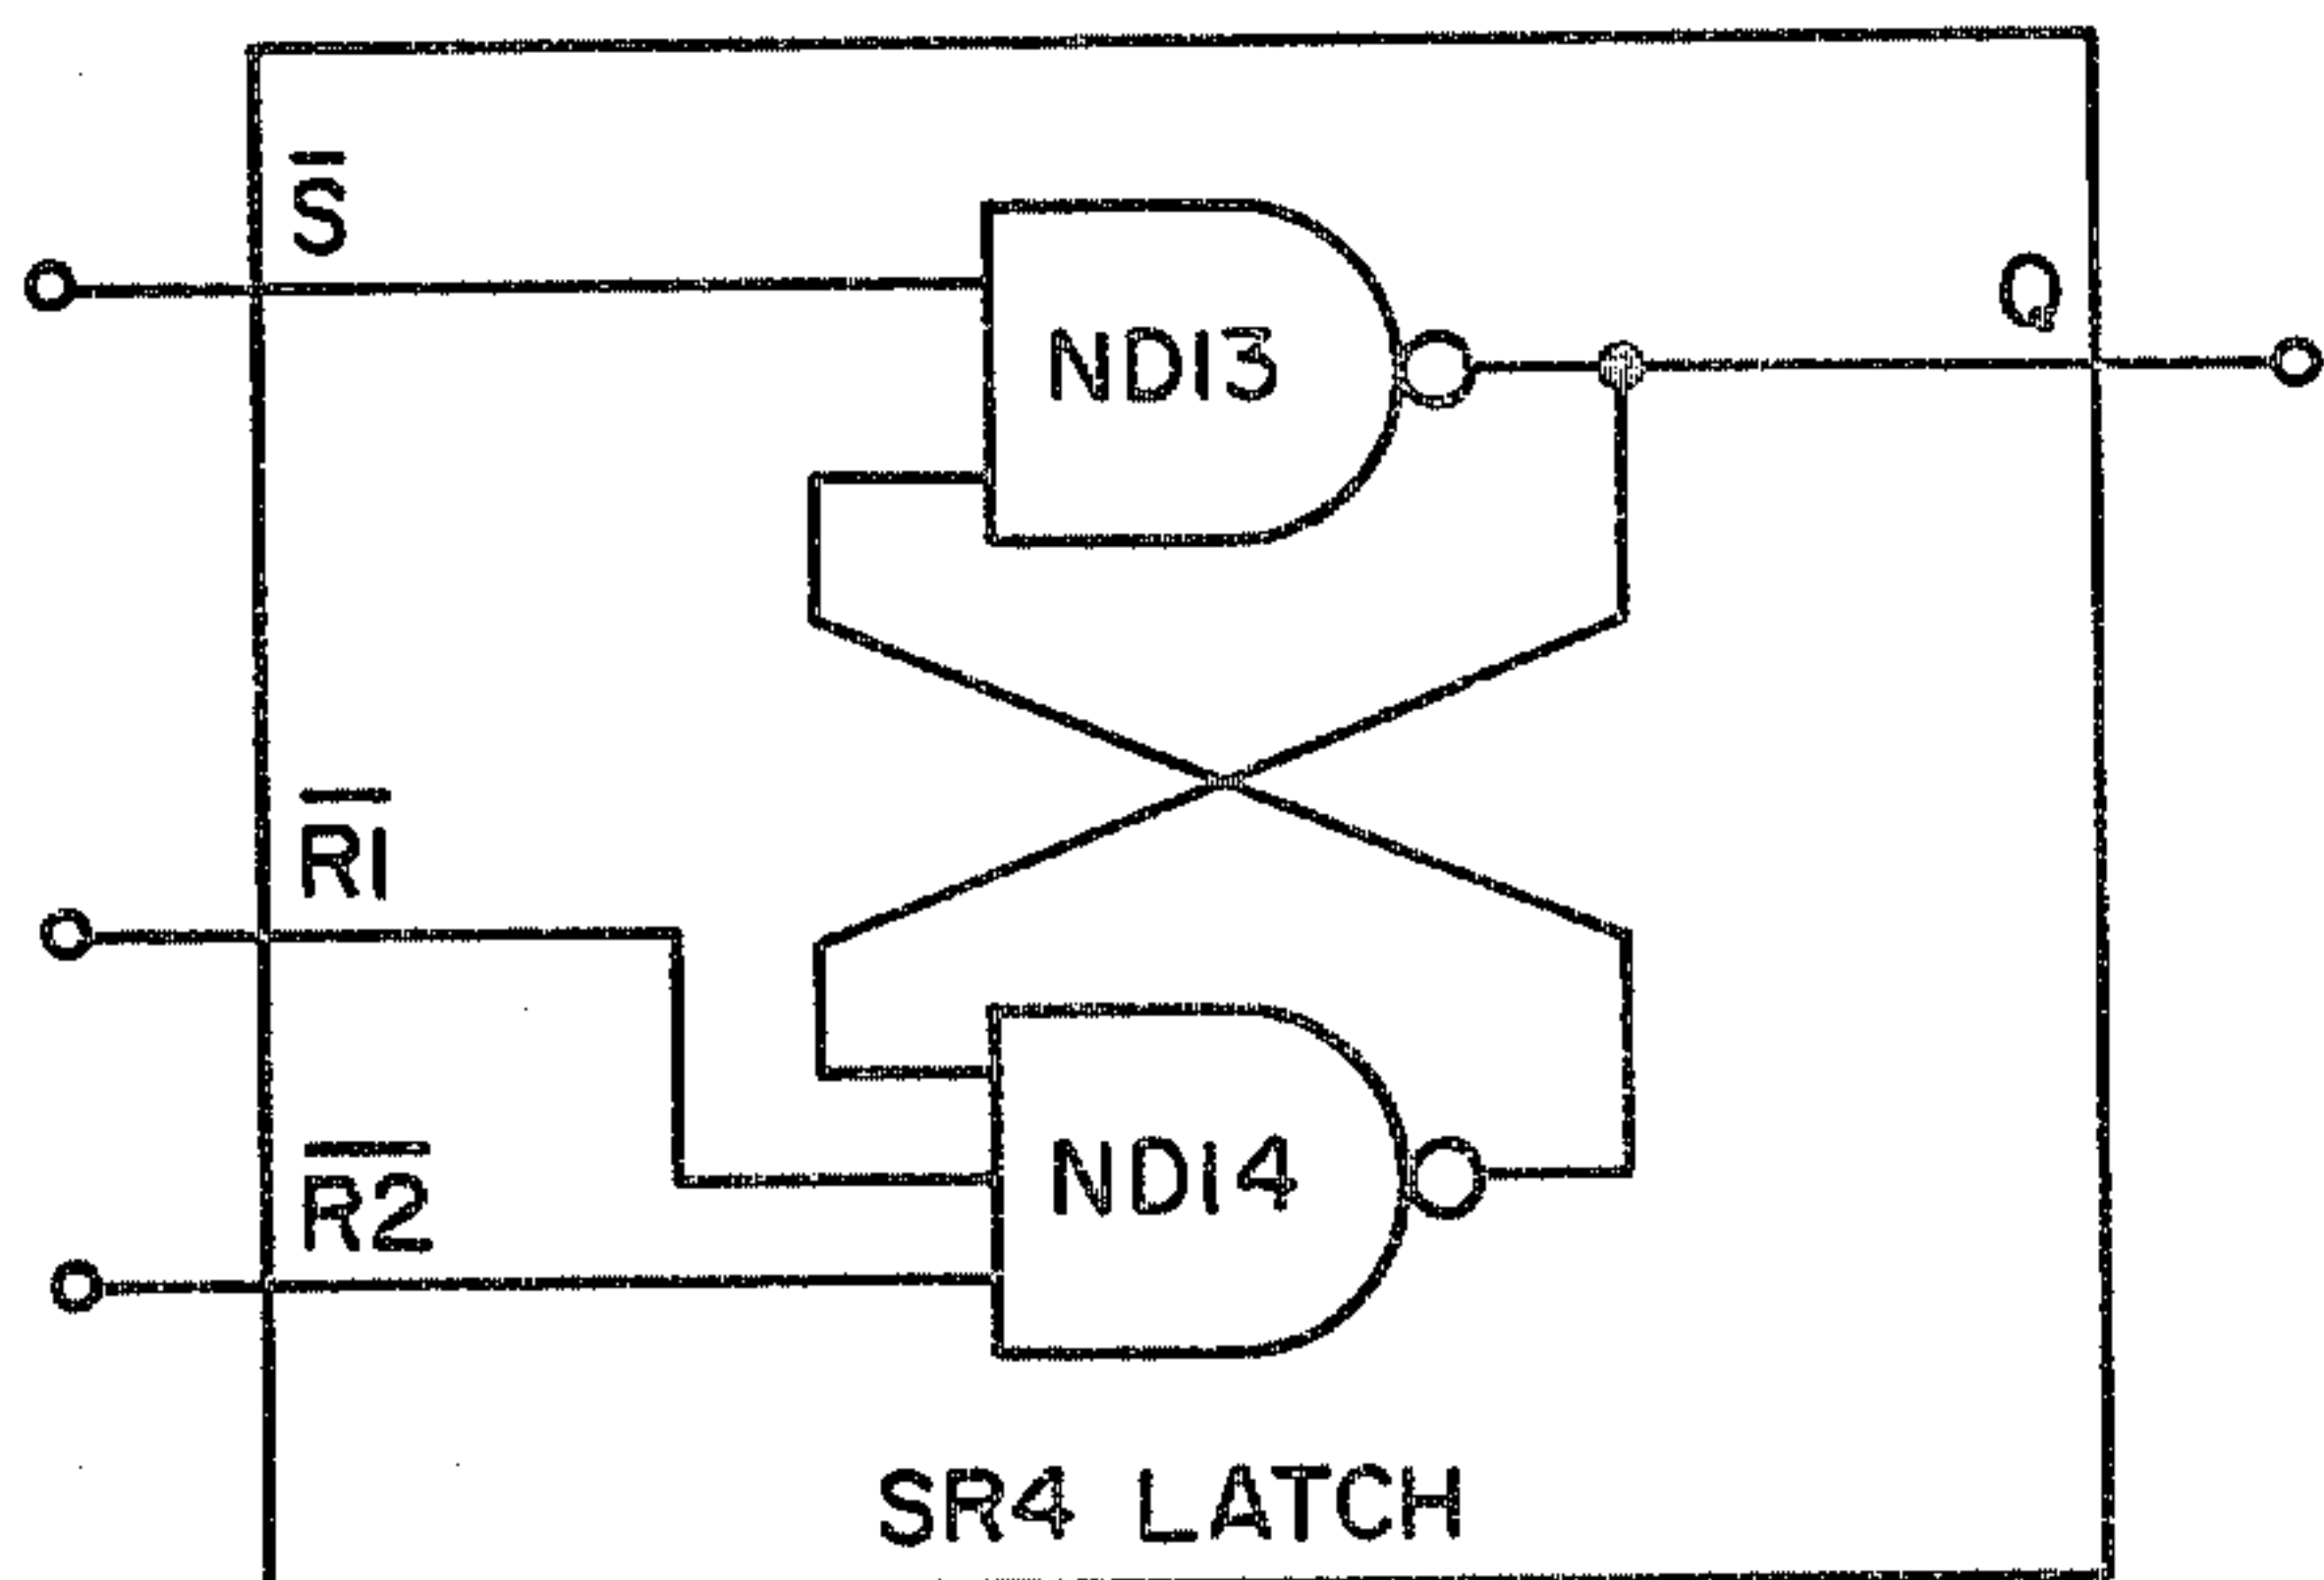 S̅
ND13
Q
R̅1̅
R̅2̅
ND14
SR4 LATCH